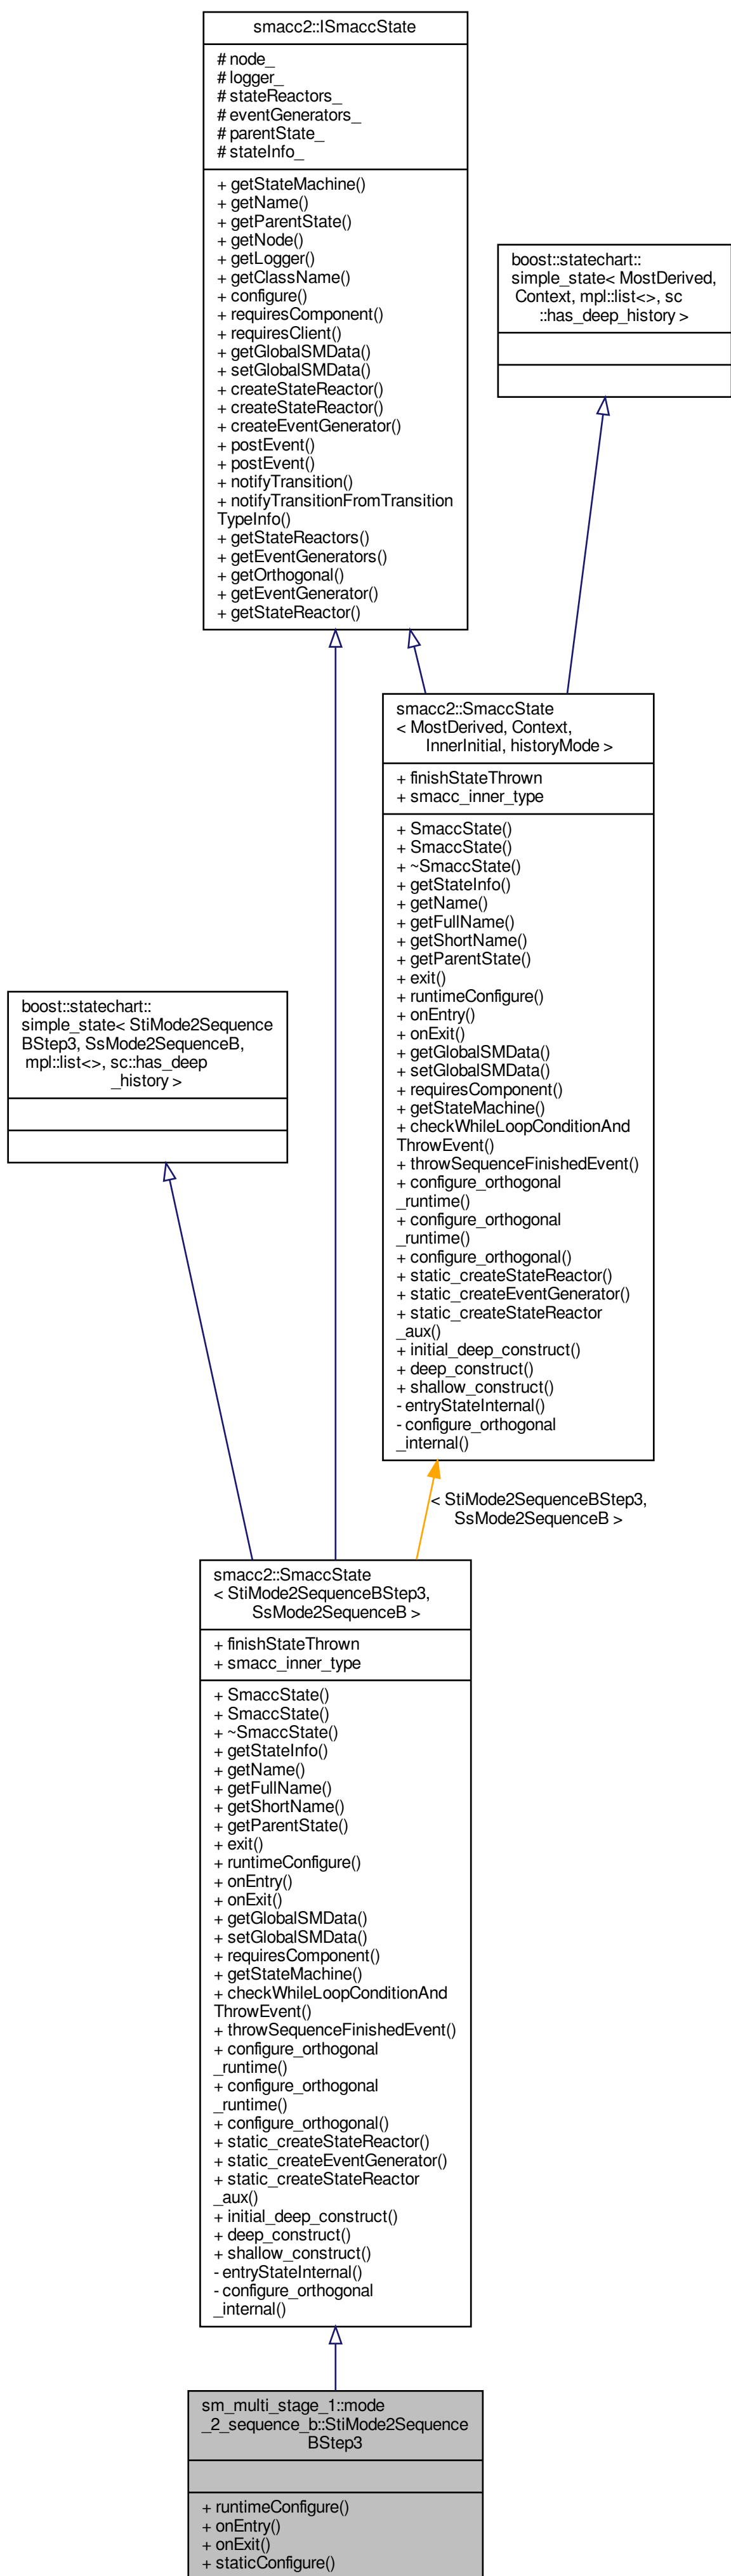 smacc2::ISmaccState
# node_
# logger_
# stateReactors_
# eventGenerators_
# parentState_
# stateInfo_
+ getStateMachine()
+ getName()
+ getParentState()
+ getNode()
+ getLogger()
+ getClassName()
+ configure()
+ requiresComponent()
+ requiresClient()
+ getGlobalSMData()
+ setGlobalSMData()
+ createStateReactor()
+ createStateReactor()
+ createEventGenerator()
+ postEvent()
+ postEvent()
+ notifyTransition()
+ notifyTransitionFromTransition
TypeInfo()
+ getStateReactors()
+ getEventGenerators()
+ getOrthogonal()
+ getEventGenerator()
+ getStateReactor()
boost::statechart::
simple_state< MostDerived,
Context, mpl::list<>, sc
::has_deep_history >
smacc2::SmaccState
< MostDerived, Context,
InnerInitial, historyMode >
+ finishStateThrown
+ smacc_inner_type
+ SmaccState()
+ SmaccState()
+ ~SmaccState()
+ getStateInfo()
+ getName()
+ getFullName()
+ getShortName()
+ getParentState()
+ exit()
+ runtimeConfigure()
+ onEntry()
+ onExit()
+ getGlobalSMData()
+ setGlobalSMData()
+ requiresComponent()
+ getStateMachine()
+ checkWhileLoopConditionAnd
ThrowEvent()
+ throwSequenceFinishedEvent()
+ configure_orthogonal
_runtime()
+ configure_orthogonal
_runtime()
+ configure_orthogonal()
+ static_createStateReactor()
+ static_createEventGenerator()
+ static_createStateReactor
_aux()
+ initial_deep_construct()
+ deep_construct()
+ shallow_construct()
- entryStateInternal()
- configure_orthogonal
_internal()
boost::statechart::
simple_state< StiMode2Sequence
BStep3, SsMode2SequenceB,
mpl::list<>, sc::has_deep
_history >
< StiMode2SequenceBStep3,
SsMode2SequenceB >
smacc2::SmaccState
< StiMode2SequenceBStep3,
SsMode2SequenceB >
+ finishStateThrown
+ smacc_inner_type
+ SmaccState()
+ SmaccState()
+ ~SmaccState()
+ getStateInfo()
+ getName()
+ getFullName()
+ getShortName()
+ getParentState()
+ exit()
+ runtimeConfigure()
+ onEntry()
+ onExit()
+ getGlobalSMData()
+ setGlobalSMData()
+ requiresComponent()
+ getStateMachine()
+ checkWhileLoopConditionAnd
ThrowEvent()
+ throwSequenceFinishedEvent()
+ configure_orthogonal
_runtime()
+ configure_orthogonal
_runtime()
+ configure_orthogonal()
+ static_createStateReactor()
+ static_createEventGenerator()
+ static_createStateReactor
_aux()
+ initial_deep_construct()
+ deep_construct()
+ shallow_construct()
- entryStateInternal()
- configure_orthogonal
_internal()
sm_multi_stage_1::mode
_2_sequence_b::StiMode2Sequence
BStep3
+ runtimeConfigure()
+ onEntry()
+ onExit()
+ staticConfigure()